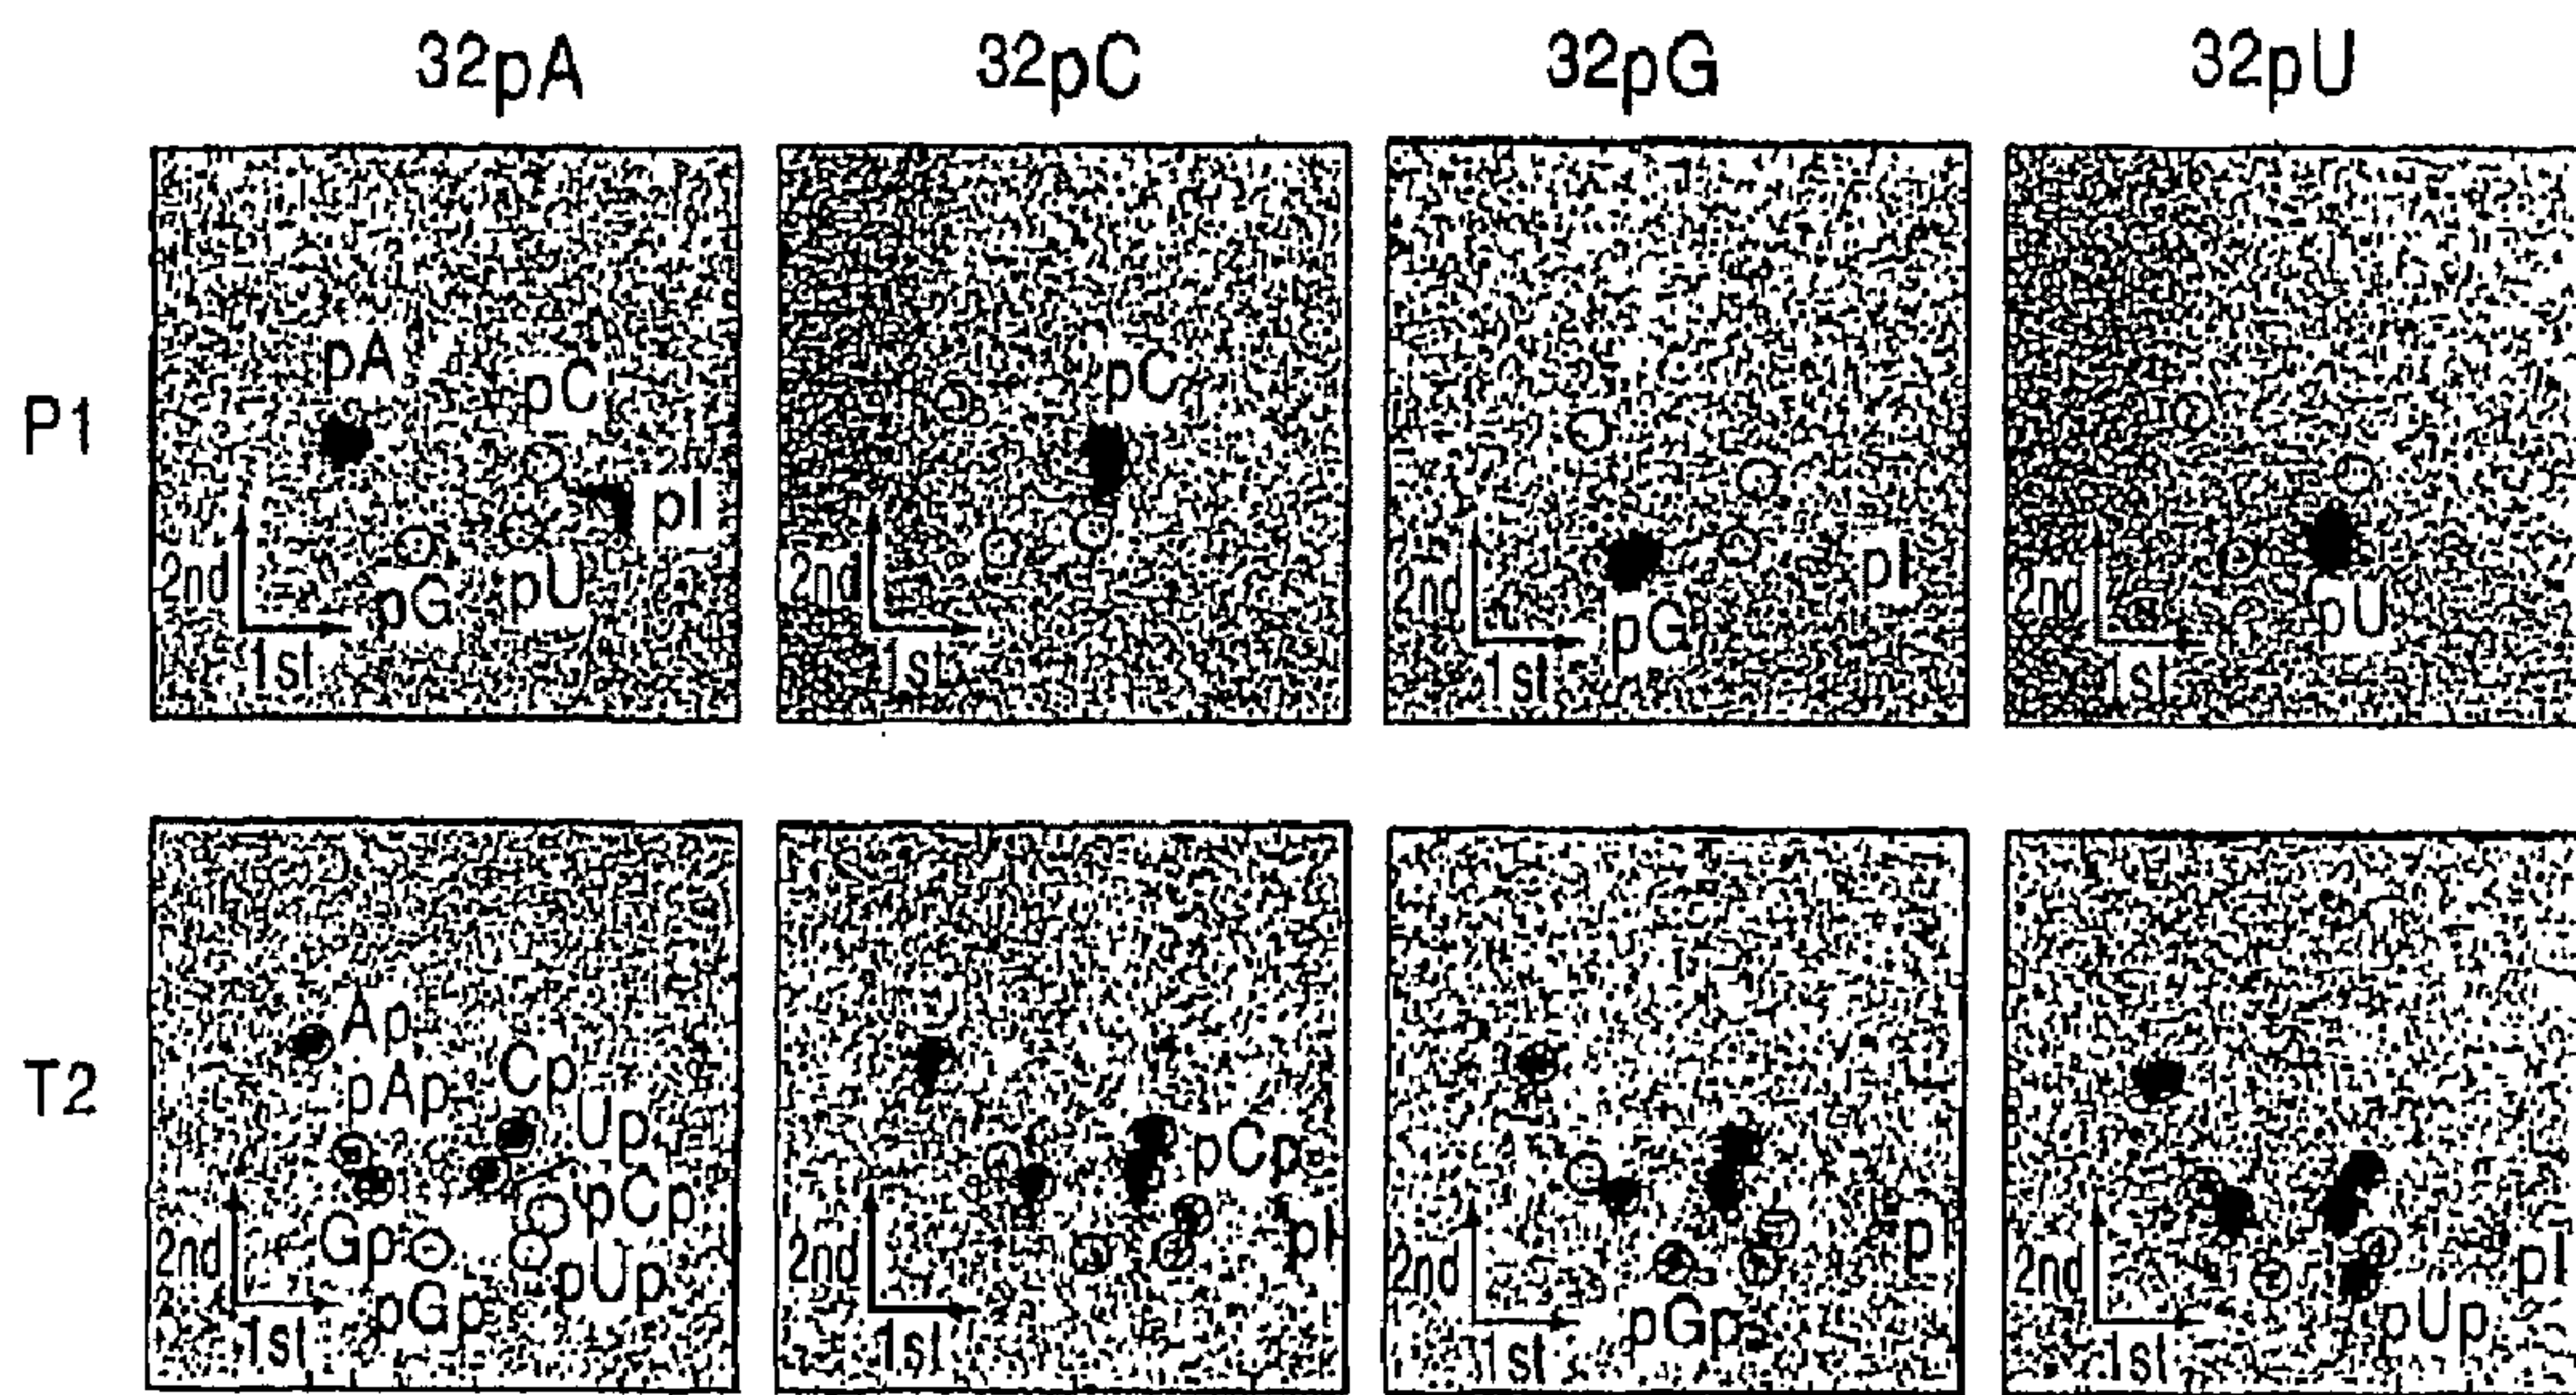 32pA 32pC 32pG 32pU
P1
pA
pC
pI
pG
pU
2nd
1st
pC
2nd
1st
pI
pG
2nd
1st
pU
2nd
1st
T2
Ap
pAp
Cp
Up
pCp
Gp
pUp
pGp
2nd
1st
pCp
pI
2nd
1st
pI
pGp
2nd
1st
pI
pUp
2nd
1st